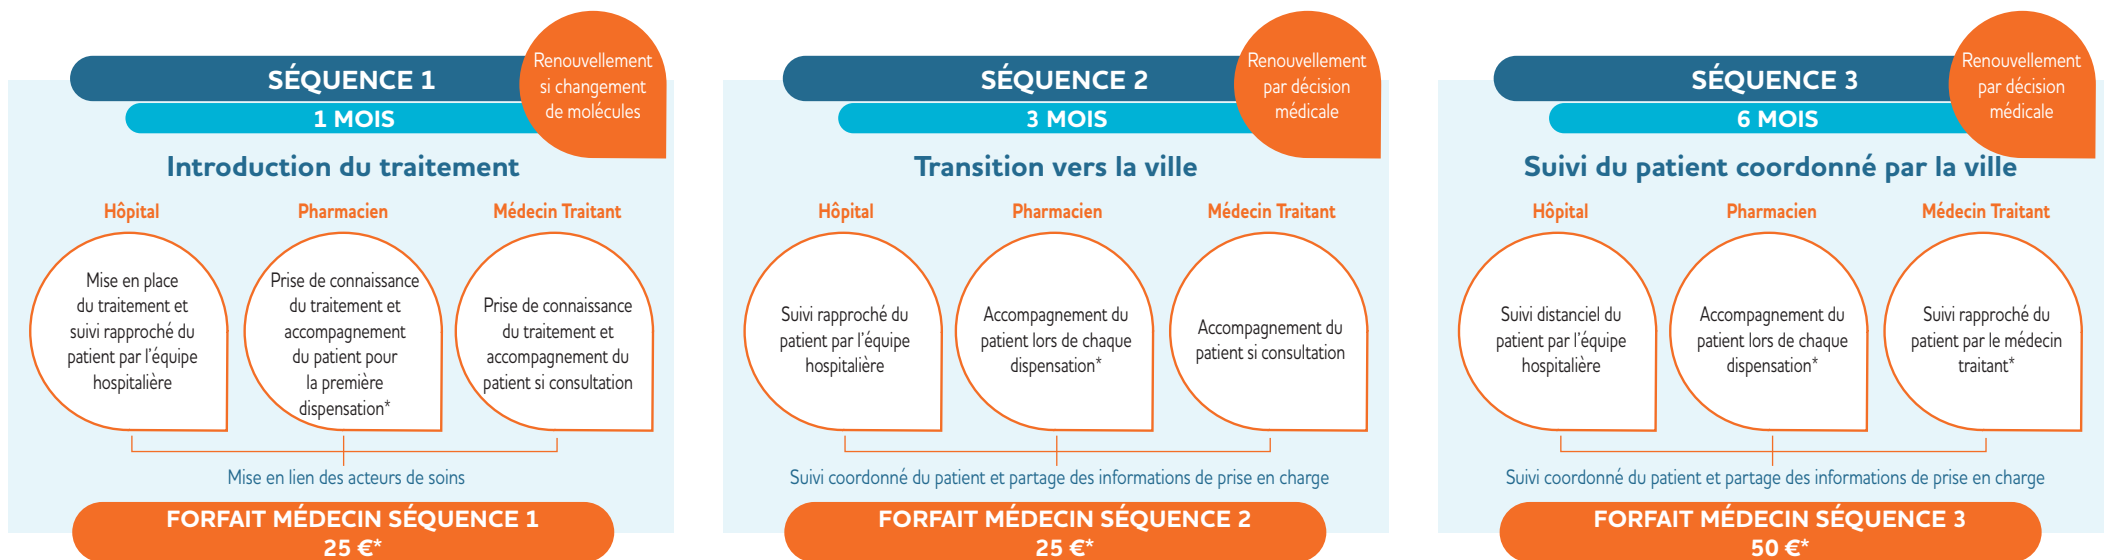 SÉQUENCE 1
1 MOIS
Renouvellement
si changement
de molécules
Introduction du traitement
Hôpital
Mise en place
du traitement et
suivi rapproché du
patient par l'équipe
hospitalière
Pharmacien
Prise de connaissance
du traitement et
accompagnement
du patient pour
la première
dispensation*
Médecin Traitant
Prise de connaissance
du traitement et
accompagnement du
patient si consultation
Mise en lien des acteurs de soins
FORFAIT MÉDECIN SÉQUENCE 1
25 €*
SÉQUENCE 2
3 MOIS
Renouvellement
par décision
médicale
Transition vers la ville
Hôpital
Suivi rapproché du
patient par l'équipe
hospitalière
Pharmacien
Accompagnement du
patient lors de chaque
dispensation*
Médecin Traitant
Accompagnement du
patient si consultation
Suivi coordonné du patient et partage des informations de prise en charge
FORFAIT MÉDECIN SÉQUENCE 2
25 €*
SÉQUENCE 3
6 MOIS
Renouvellement
par décision
médicale
Suivi du patient coordonné par la ville
Hôpital
Suivi distanciel du
patient par l'équipe
hospitalière
Pharmacien
Accompagnement du
patient lors de chaque
dispensation*
Médecin Traitant
Suivi rapproché du
patient par le médecin
traitant*
Suivi coordonné du patient et partage des informations de prise en charge
FORFAIT MÉDECIN SÉQUENCE 3
50 €*